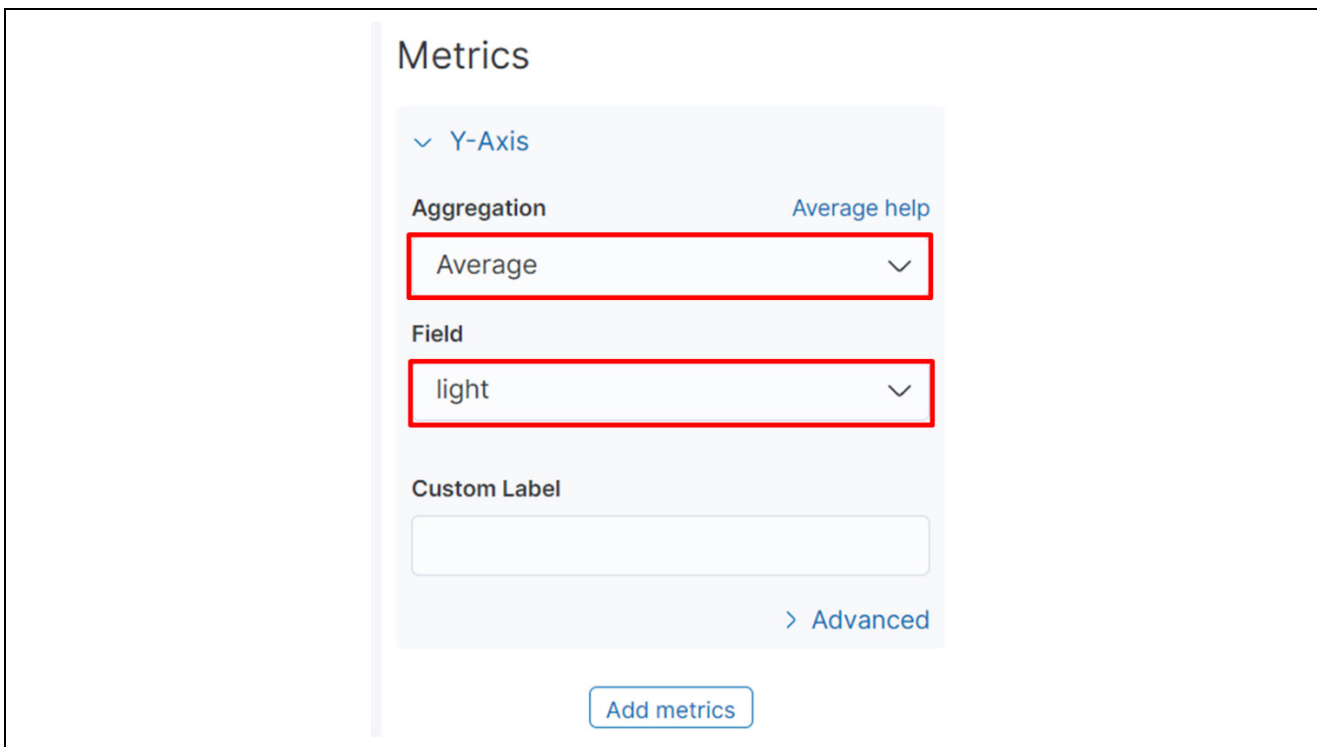 Metrics
Y-Axis
Aggregation Average help
Average
Field
light
Custom Label
Advanced
Add metrics